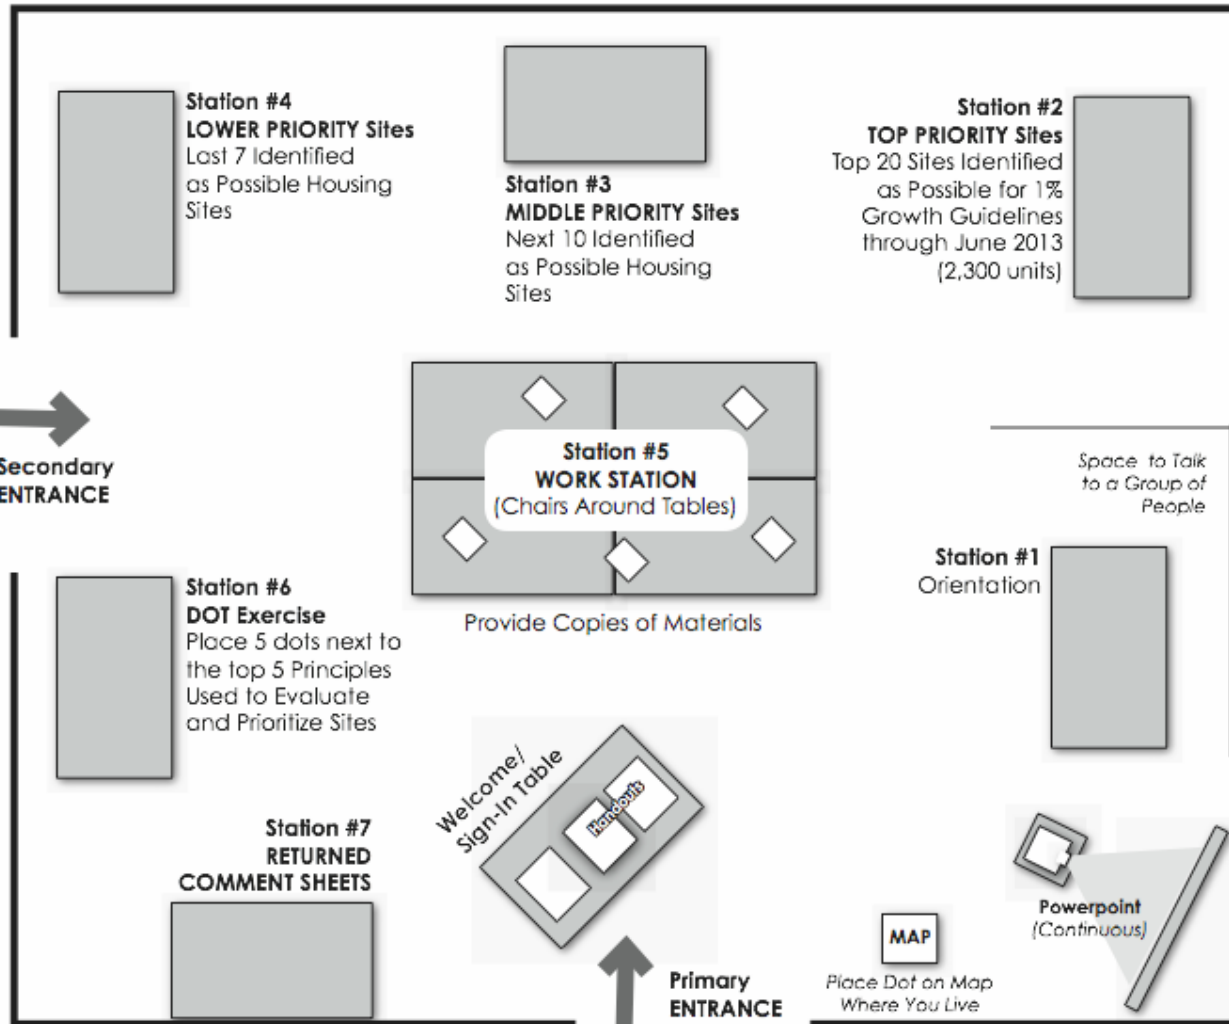 Station #4
LOWER PRIORITY Sites
Last 7 Identified
as Possible Housing
Sites
Station #3
MIDDLE PRIORITY Sites
Next 10 Identified
as Possible Housing
Sites
Station #2
TOP PRIORITY Sites
Top 20 Sites Identified
as Possible for 1%
Growth Guidelines
through June 2013
(2,300 units)
Secondary
ENTRANCE
Station #5
WORK STATION
(Chairs Around Tables)
Provide Copies of Materials
Space to Talk
to a Group of
People
Station #1
Orientation
Station #6
DOT Exercise
Place 5 dots next to
the top 5 Principles
Used to Evaluate
and Prioritize Sites
Welcome/
Sign-In Table
Handouts
Station #7
RETURNED
COMMENT SHEETS
Primary
ENTRANCE
MAP
Place Dot on Map
Where You Live
Powerpoint
(Continuous)